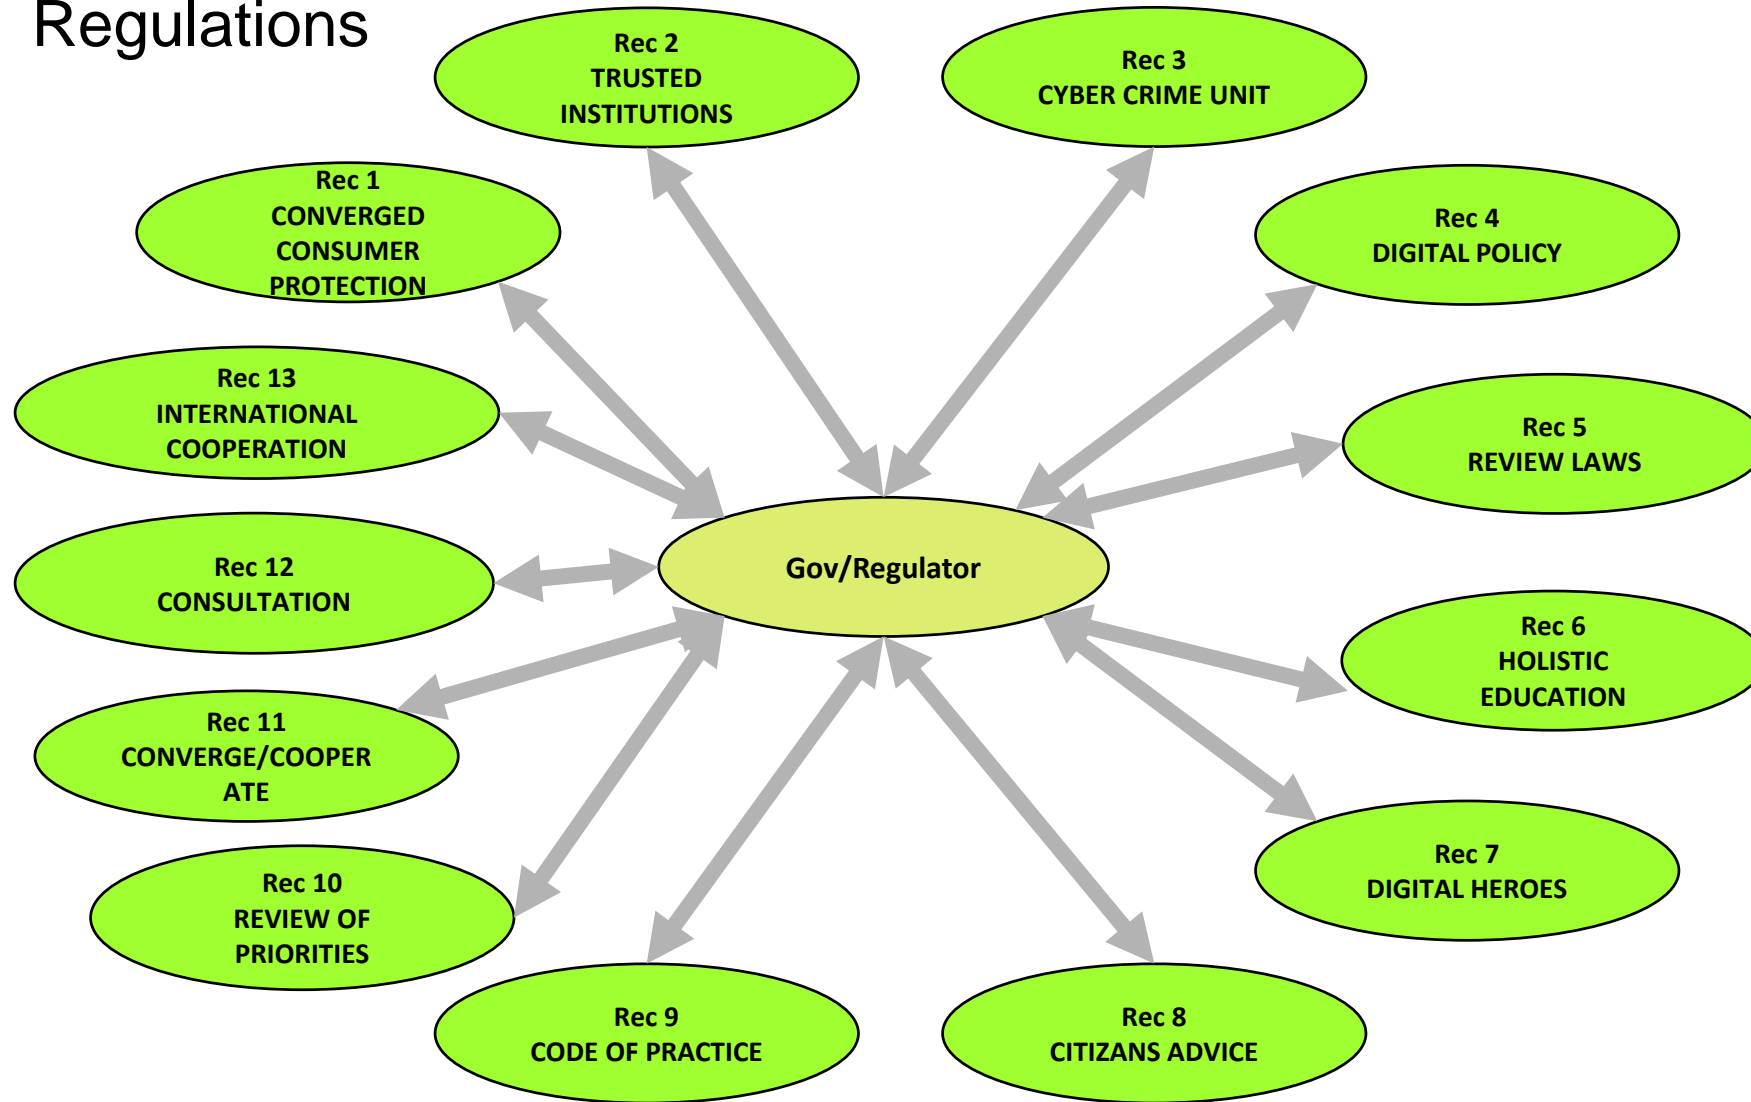 Regulations
Rec 2
TRUSTED
INSTITUTIONS
Rec 3
CYBER CRIME UNIT
Rec 1
CONVERGED
CONSUMER
PROTECTION
Rec 4
DIGITAL POLICY
Rec 13
INTERNATIONAL
COOPERATION
Rec 5
REVIEW LAWS
Gov/Regulator
Rec 12
CONSULTATION
Rec 6
HOLISTIC
EDUCATION
Rec 11
CONVERGE/COOPER
ATE
Rec 7
DIGITAL HEROES
Rec 10
REVIEW OF
PRIORITIES
Rec 9
CODE OF PRACTICE
Rec 8
CITIZANS ADVICE